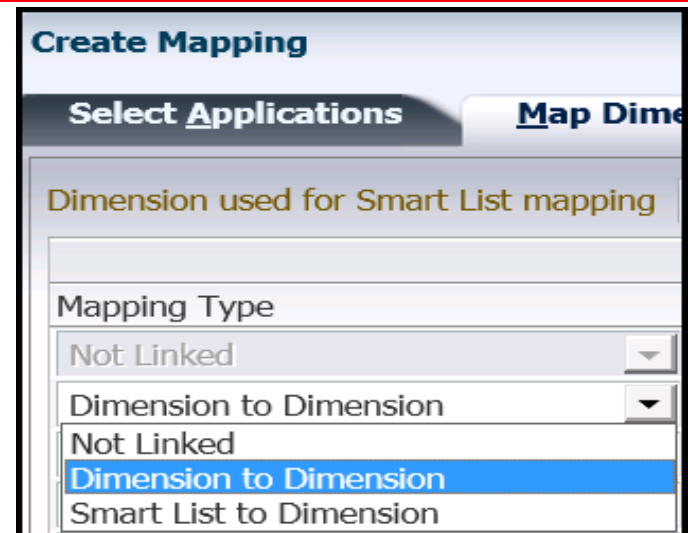 Create Mapping
Select Applications Map
Dimension used for Smart List mapping
Mapping Type
Not Linked
Dimension to Dimension
Not Linked
Dimension to Dimension
Smart List to Dimension